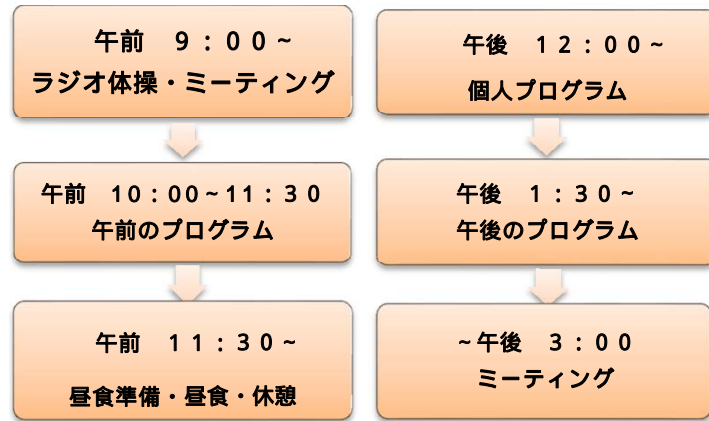 午前　９：００～
ラジオ体操・ミーティング
午前　１０：００～１１：３０
午前のプログラム
午前　１１：３０～
昼食準備・昼食・休憩
午後　１２：００～
個人プログラム
午後　１：３０～
午後のプログラム
～午後　３：００
ミーティング